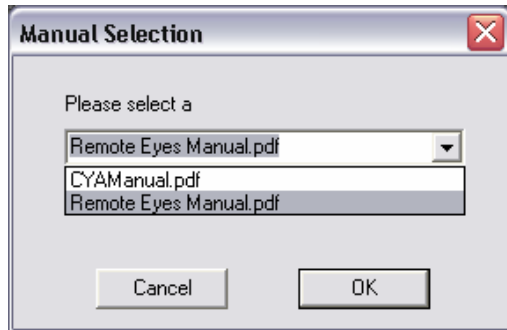 Manual Selection
Please select a
Remote Eyes Manual.pdf
CYAManual.pdf
Remote Eyes Manual.pdf
Cancel
OK